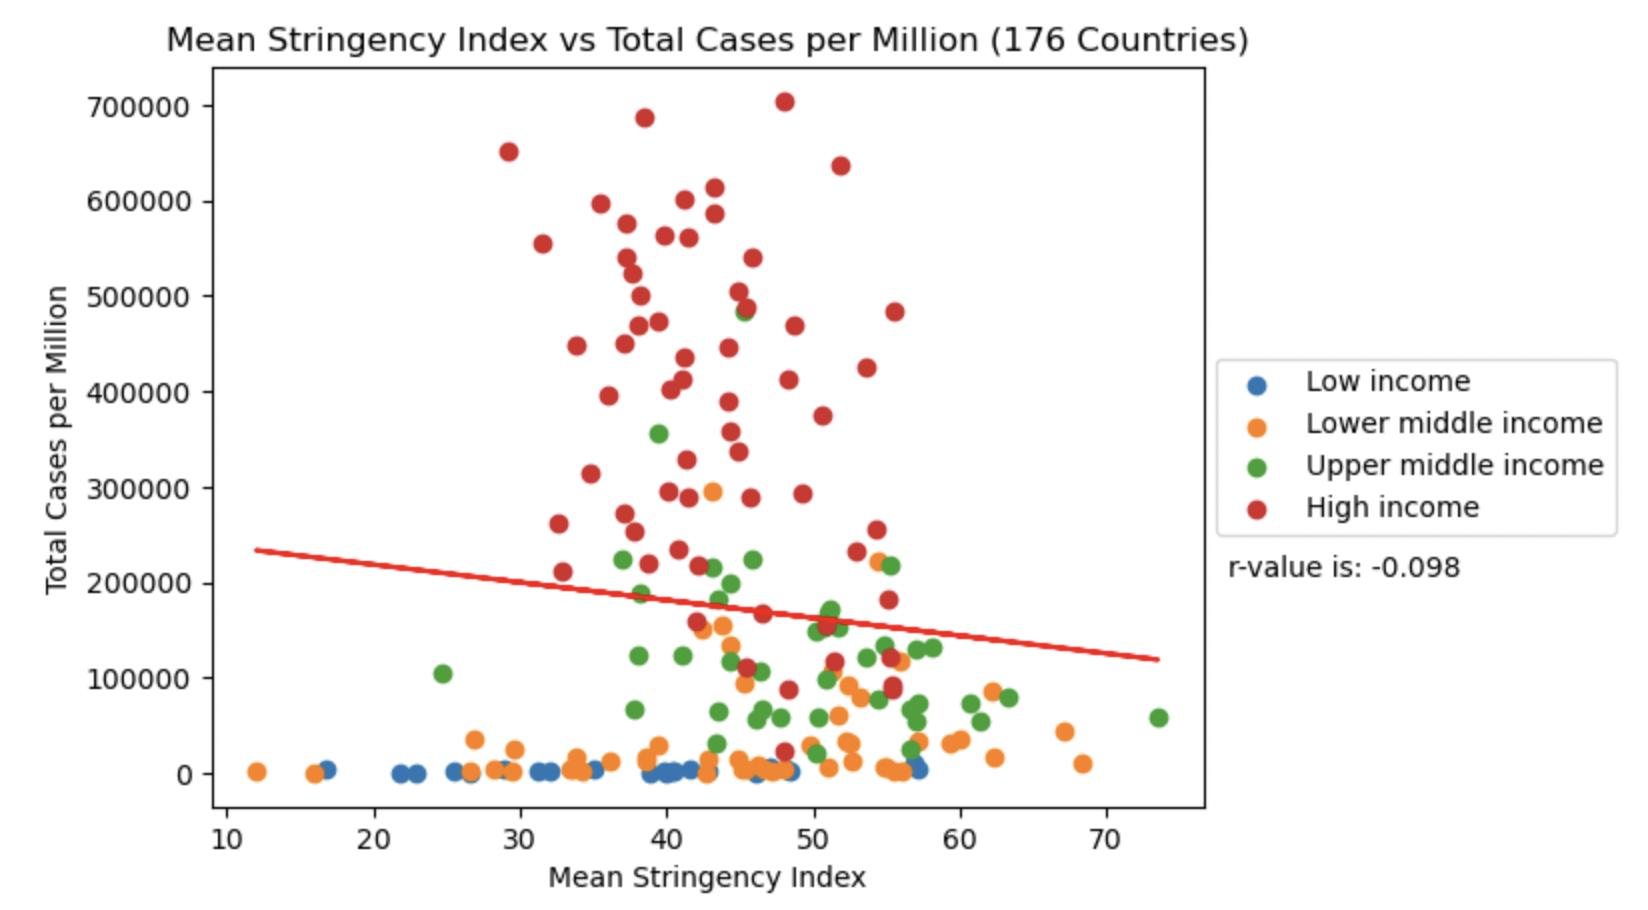 Mean Stringency Index vs Total Cases per Million (176 Countries)
700000
600000
500000
400000
300000
200000
100000
0
Total Cases per Million
10 20 30 40 50 60 70
Mean Stringency Index
Low income
Lower middle income
Upper middle income
High income
r-value is: -0.098